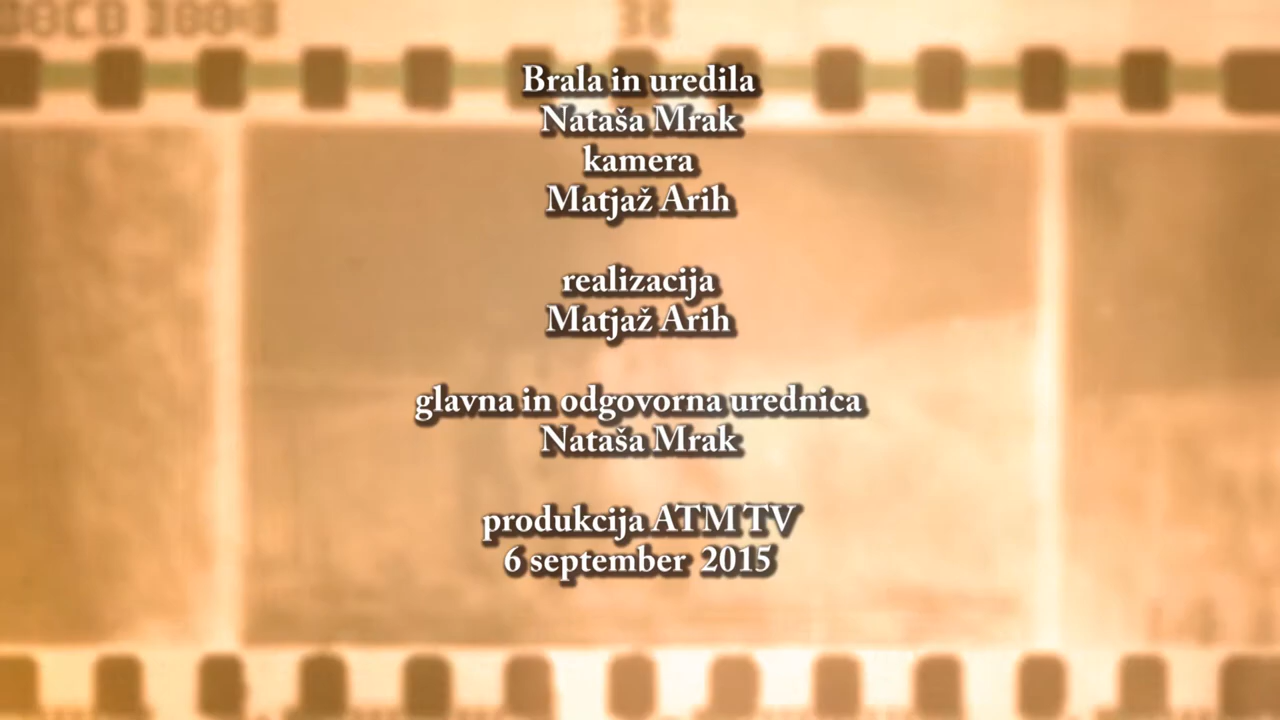 Brala in uredila
Nataša Mrak
kamera
Matjaž Arih
realizacija
Matjaž Arih
glavna in odgovorna urednica
Nataša Mrak
produkcija ATM TV
6 september 2015